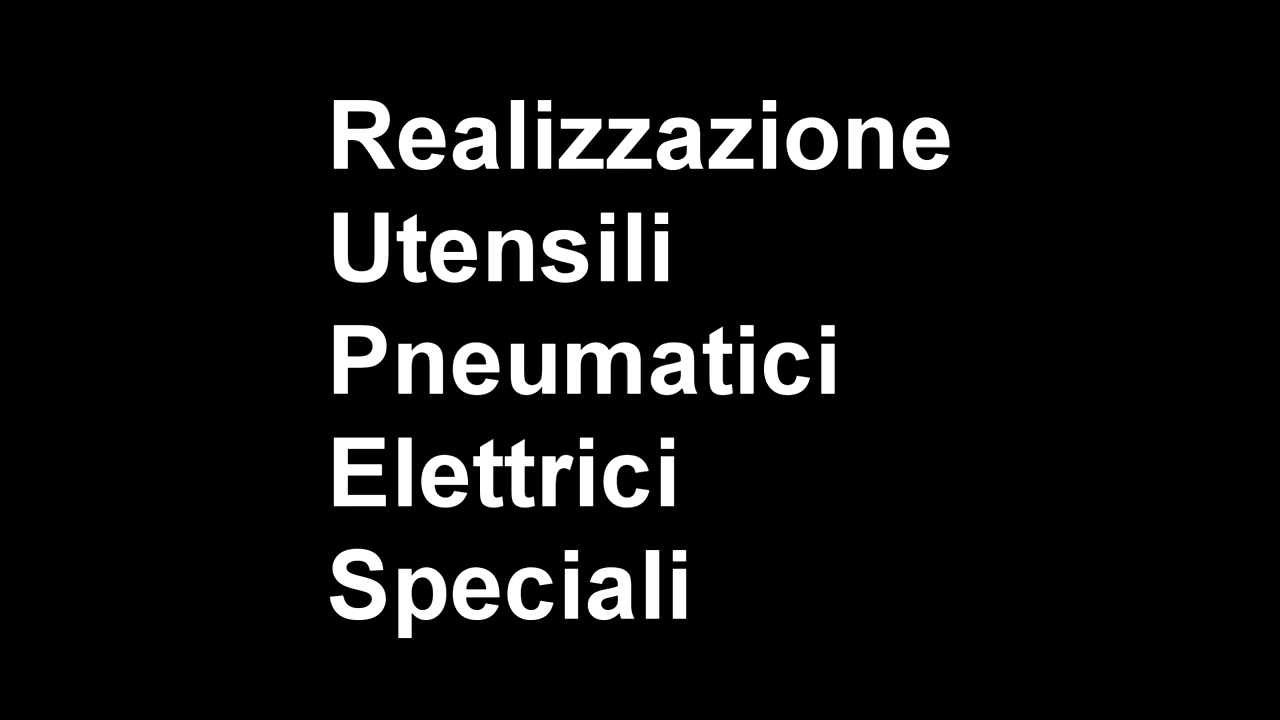 Realizzazione
Utensili
Pneumatici
Elettrici
Speciali